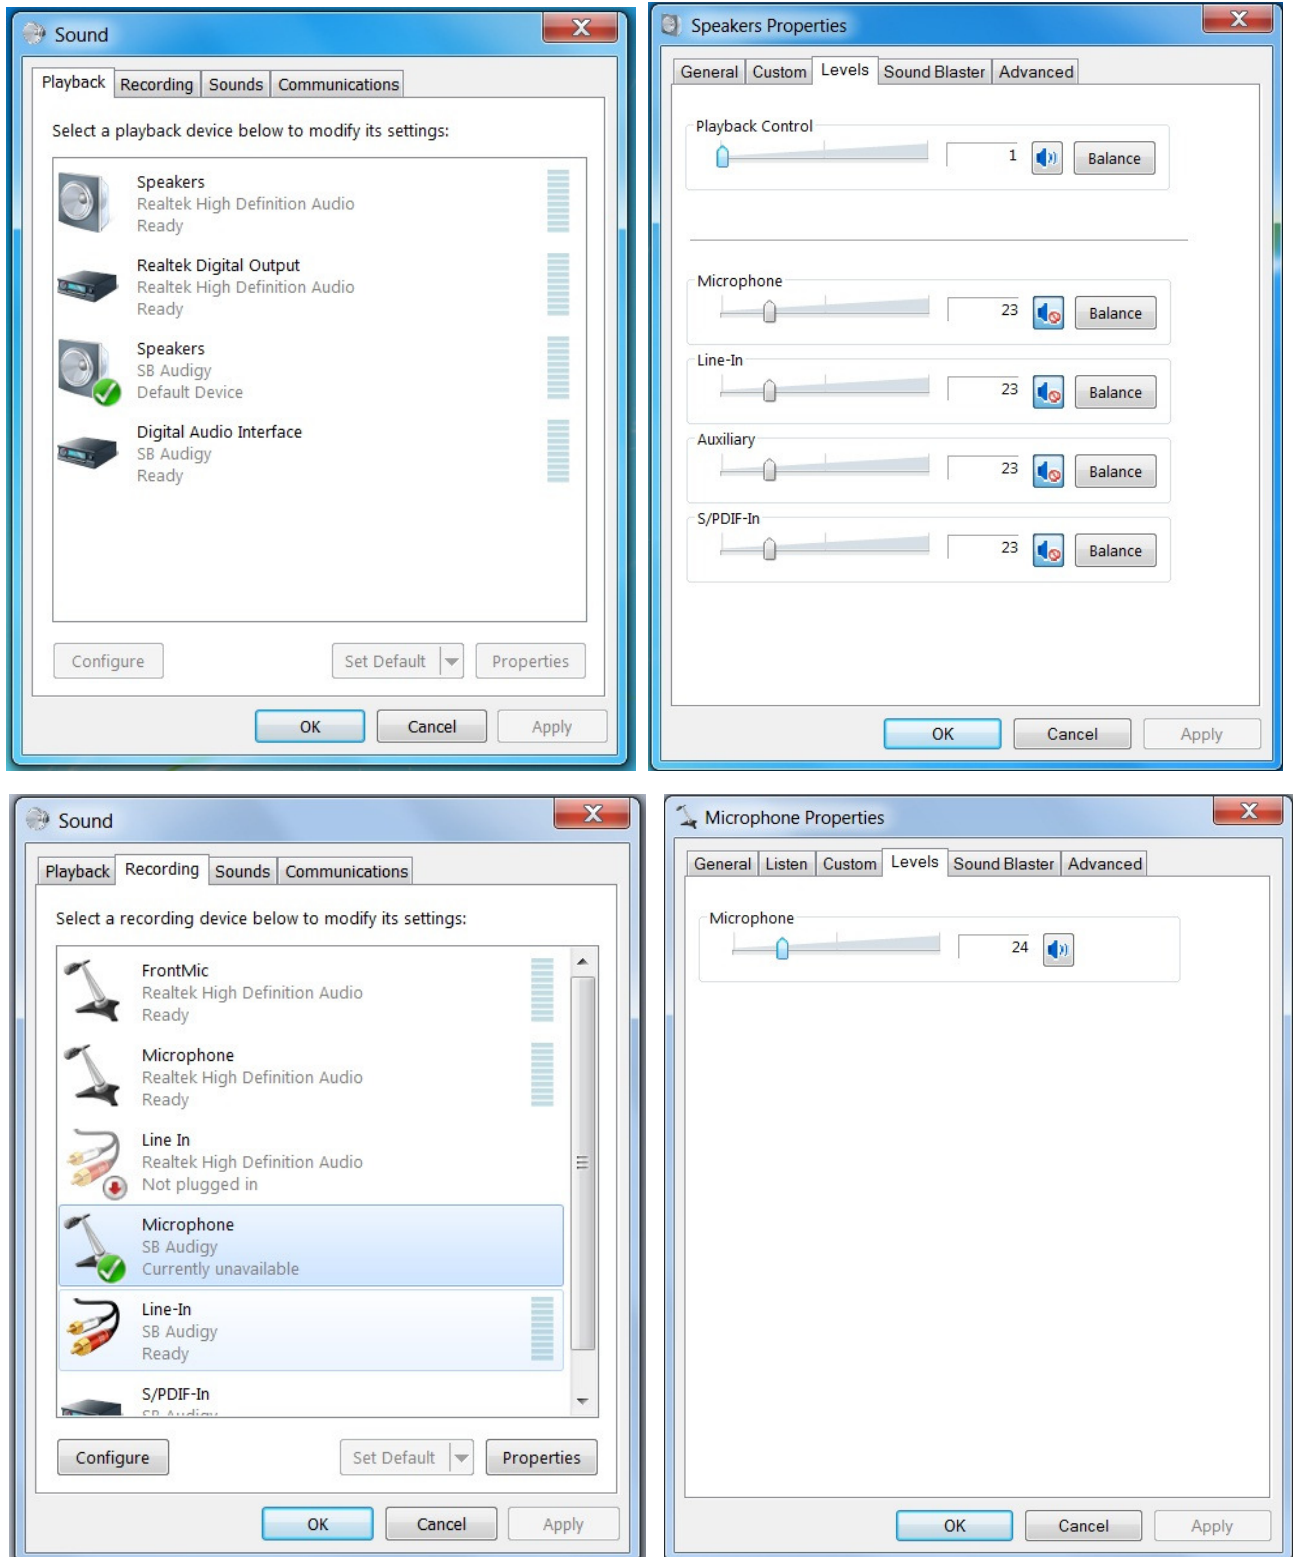 Sound
Playback Recording Sounds Communications
Select a playback device below to modify its settings:
Speakers
Realtek High Definition Audio
Ready
Realtek Digital Output
Realtek High Definition Audio
Ready
Speakers
SB Audigy
Default Device
Digital Audio Interface
SB Audigy
Ready
Configure Set Default Properties
OK Cancel Apply
Speakers Properties
General Custom Levels Sound Blaster Advanced
Playback Control
1 Balance
Microphone
23 Balance
Line-In
23 Balance
Auxiliary
23 Balance
S/PDIF-In
23 Balance
OK Cancel Apply
Sound
Playback Recording Sounds Communications
Select a recording device below to modify its settings:
FrontMic
Realtek High Definition Audio
Ready
Microphone
Realtek High Definition Audio
Ready
Line In
Realtek High Definition Audio
Not plugged in
Microphone
SB Audigy
Currently unavailable
Line-In
SB Audigy
Ready
S/PDIF-In
SB Audigy
Configure Set Default Properties
OK Cancel Apply
Microphone Properties
General Listen Custom Levels Sound Blaster Advanced
Microphone
24
OK Cancel Apply